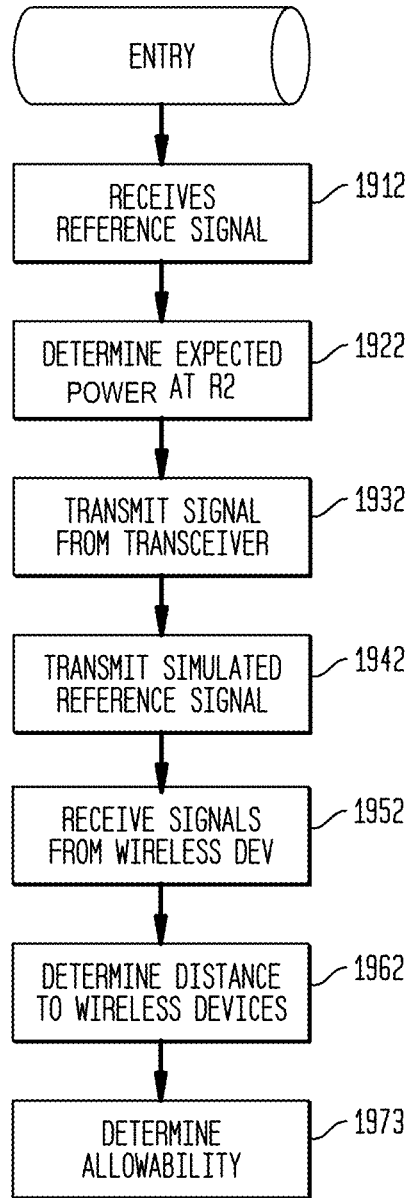 ENTRY
RECEIVES
REFERENCE SIGNAL
1912
DETERMINE EXPECTED
POWER AT R2
1922
TRANSMIT SIGNAL
FROM TRANSCEIVER
1932
TRANSMIT SIMULATED
REFERENCE SIGNAL
1942
RECEIVE SIGNALS
FROM WIRELESS DEV
1952
DETERMINE DISTANCE
TO WIRELESS DEVICES
1962
DETERMINE
ALLOWABILITY
1973